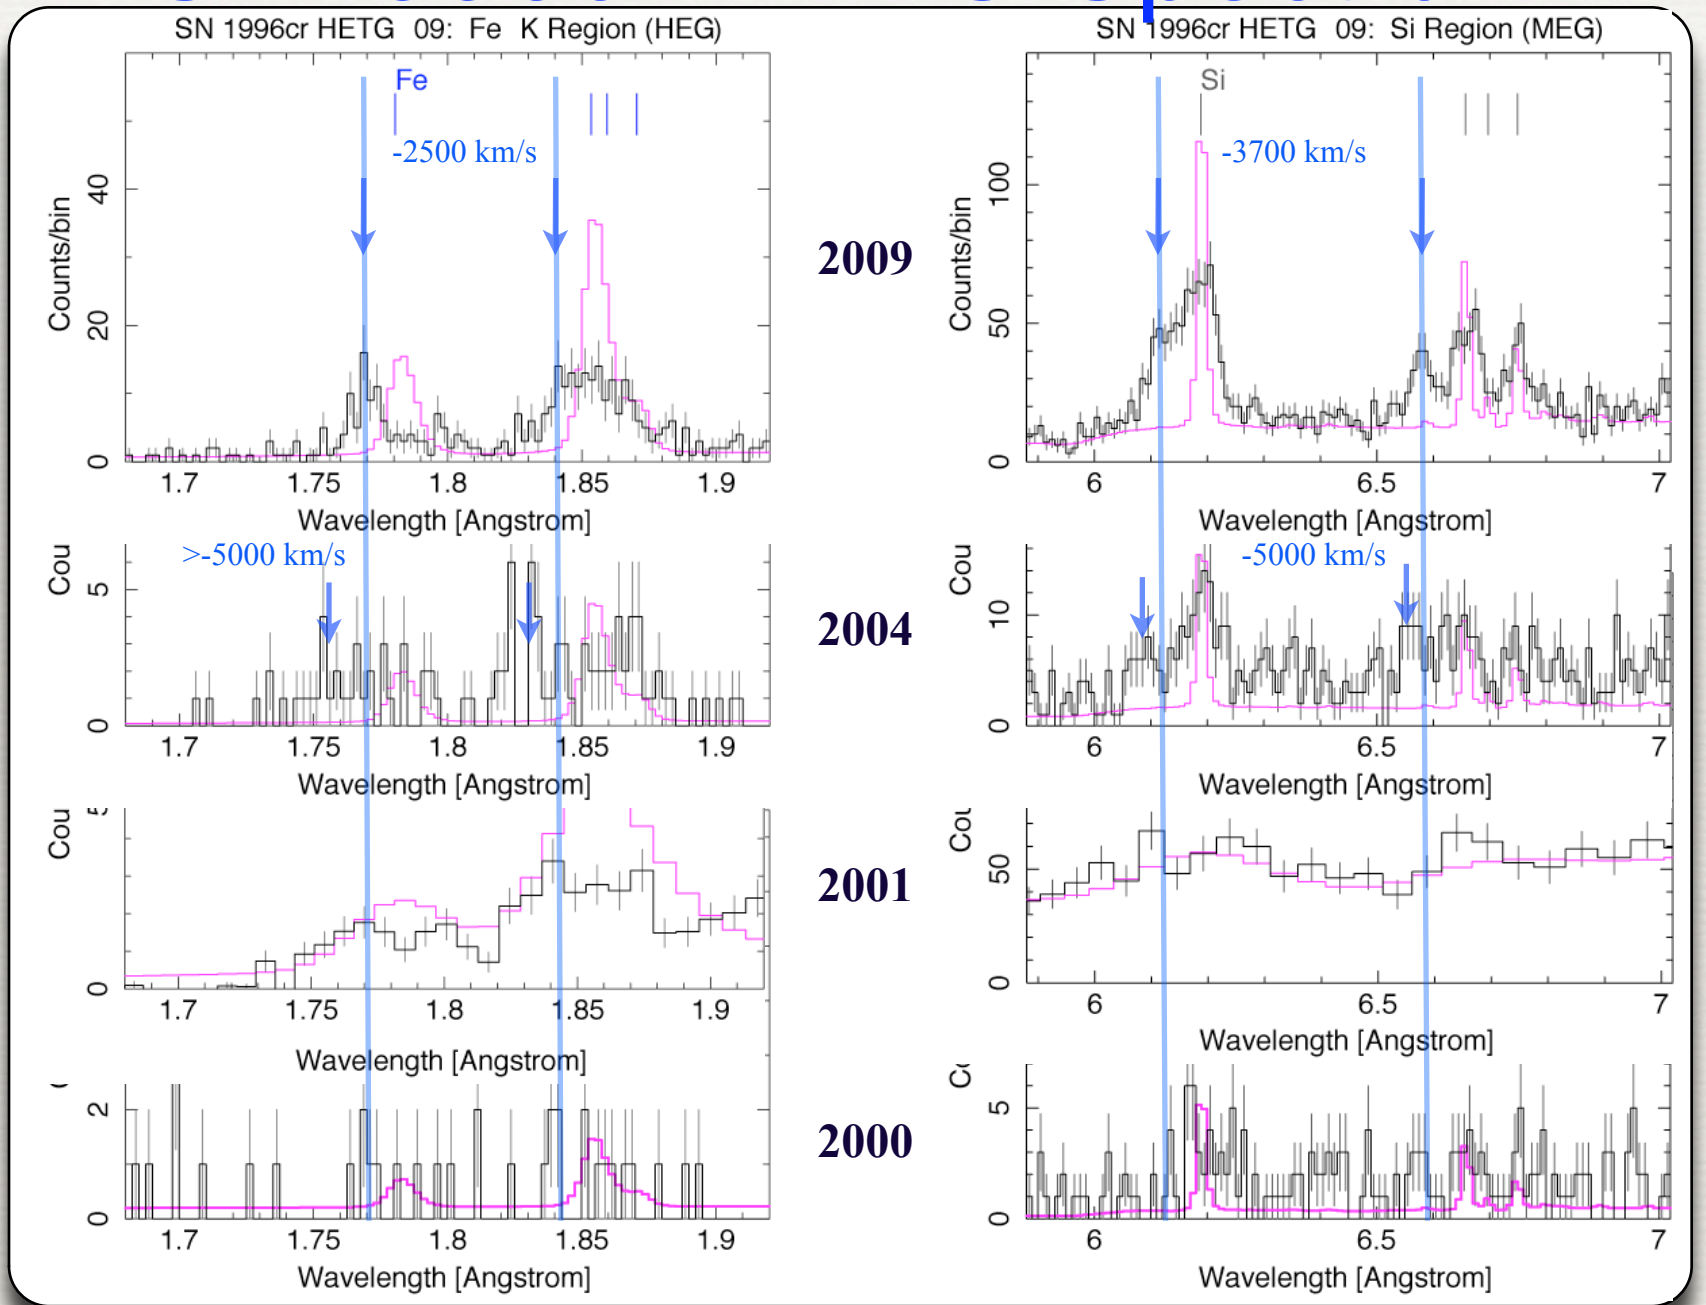 SN 1996cr HETG 09: Fe K Region (HEG)
SN 1996cr HETG 09: Si Region (MEG)
Fe
-2500 km/s
Counts/bin
40
20
0
1.7 1.75 1.8 1.85 1.9
Wavelength [Angstrom]
2009
Si
-3700 km/s
Counts/bin
100
50
0
6 6.5 7
Wavelength [Angstrom]
>-5000 km/s
Cou
5
0
1.7 1.75 1.8 1.85 1.9
Wavelength [Angstrom]
2004
-5000 km/s
Cou
10
0
6 6.5 7
Wavelength [Angstrom]
Cou
0
1.7 1.75 1.8 1.85 1.9
Wavelength [Angstrom]
2001
50
0
6 6.5 7
Wavelength [Angstrom]
2
0
1.7 1.75 1.8 1.85 1.9
Wavelength [Angstrom]
2000
5
0
6 6.5 7
Wavelength [Angstrom]